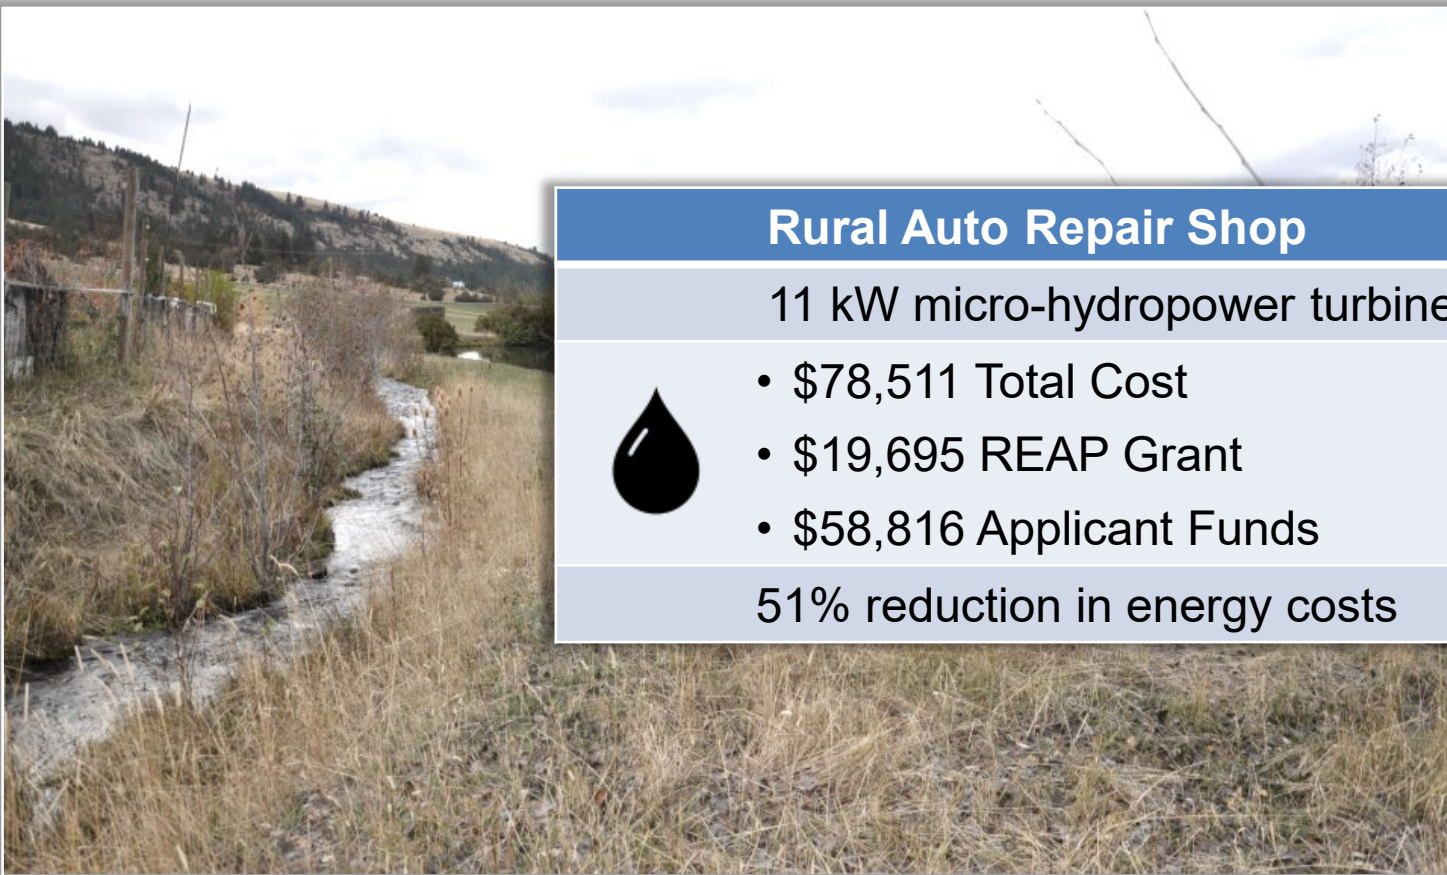 Rural Auto Repair Shop
11 kW micro-hydropower turbine
• $78,511 Total Cost
• $19,695 REAP Grant
• $58,816 Applicant Funds
51% reduction in energy costs